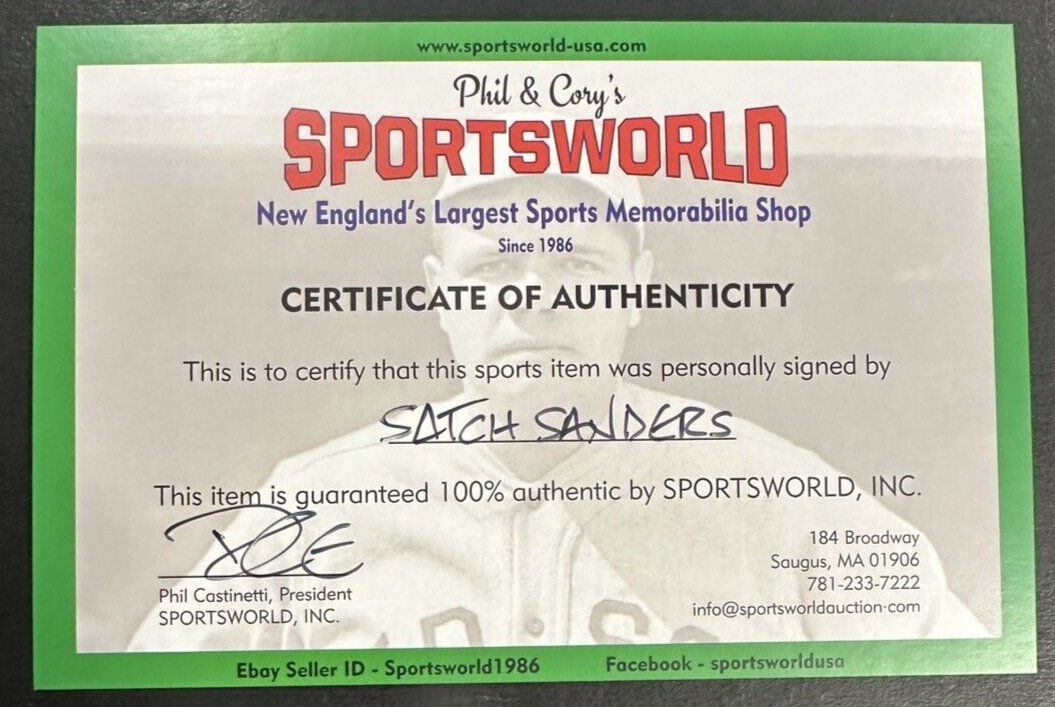 www.sportsworld-usa.com
Phil & Cory's
SPORTSWORLD
New England's Largest Sports Memorabilia Shop
Since 1986
CERTIFICATE OF AUTHENTICITY
This is to certify that this sports item was personally signed by
SATCH SANDERS
This item is guaranteed 100% authentic by SPORTSWORLD, INC.
Phil Castinetti, President
SPORTSWORLD, INC.
184 Broadway
Saugus, MA 01906
781-233-7222
info@sportsworldauction.com
Ebay Seller ID - Sportsworld1986
Facebook - sportsworldusa